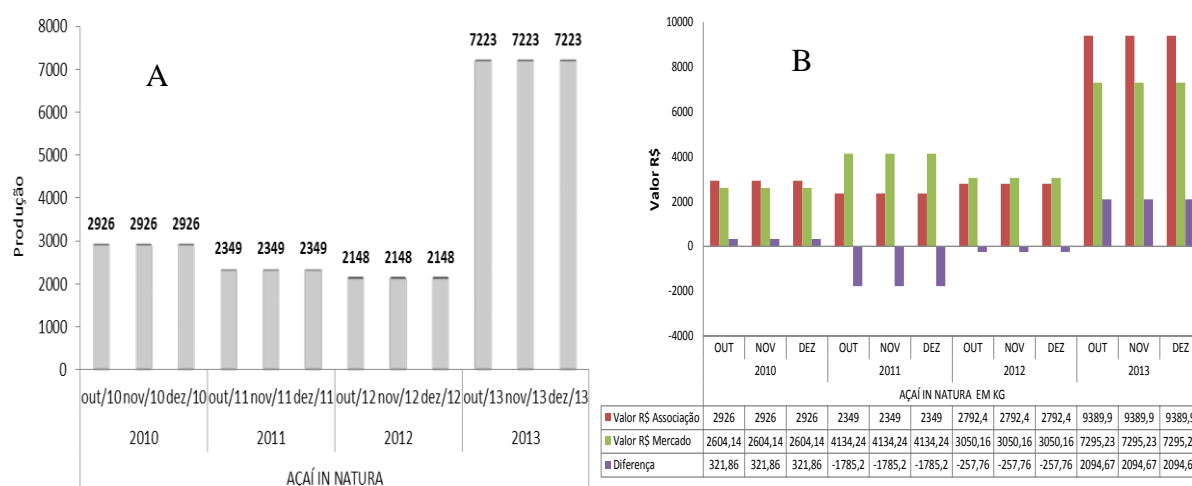 A
Produção
8000
7000
6000
5000
4000
3000
2000
1000
0
2926 2926 2926 2349 2349 2349 2148 2148 2148 7223 7223 7223
out/10 nov/10 dez/10 out/11 nov/11 dez/11 out/12 nov/12 dez/12 out/13 nov/13 dez/13
2010 2011 2012 2013
AÇAÍ IN NATURA
B
Valor R$
10000
8000
6000
4000
2000
0
-2000
-4000
OUT NOV DEZ OUT NOV DEZ OUT NOV DEZ OUT NOV DEZ
2010 2011 2012 2013
AÇAÍ IN NATURA EM KG
Valor R$ Associação 2926 2926 2926 2349 2349 2349 2792,4 2792,4 2792,4 9389,9 9389,9 9389,9
Valor R$ Mercado 2604,14 2604,14 2604,14 4134,24 4134,24 4134,24 3050,16 3050,16 3050,16 7295,23 7295,23 7295,2
Diferença 321,86 321,86 321,86 -1785,2 -1785,2 -1785,2 -257,76 -257,76 -257,76 2094,67 2094,67 2094,6